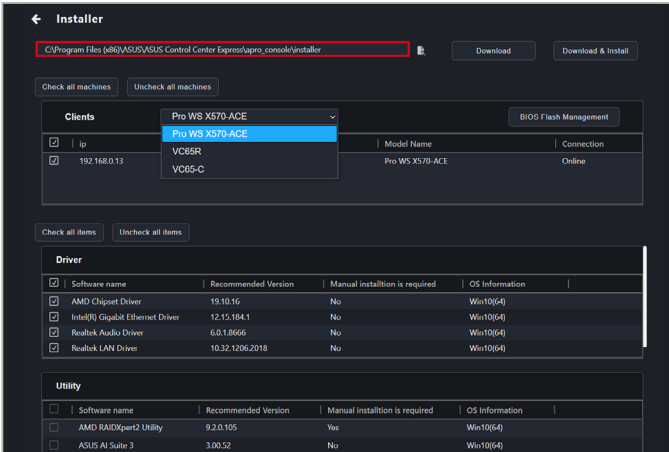 Installer
C:\Program Files (x86)\ASUS\ASUS Control Center Express\apro_console\installer
Download
Download & Install
Check all machines
Uncheck all machines
Clients
Pro WS X570-ACE
BIOS Flash Management
Pro WS X570-ACE
VC65R
VC65-C
ip
Model Name
Connection
192.168.0.13
Pro WS X570-ACE
Online
Check all items
Uncheck all items
Driver
Software name Recommended Version Manual installtion is required OS Information
AMD Chipset Driver 19.10.16 No Win10(64)
Intel(R) Gigabit Ethernet Driver 12.15.184.1 No Win10(64)
Realtek Audio Driver 6.0.1.8666 No Win10(64)
Realtek LAN Driver 10.32.1206.2018 No Win10(64)
Utility
Software name Recommended Version Manual installtion is required OS Information
AMD RAIDXpert2 Utility 9.2.0.105 Yes Win10(64)
ASUS AI Suite 3 3.00.52 No Win10(64)